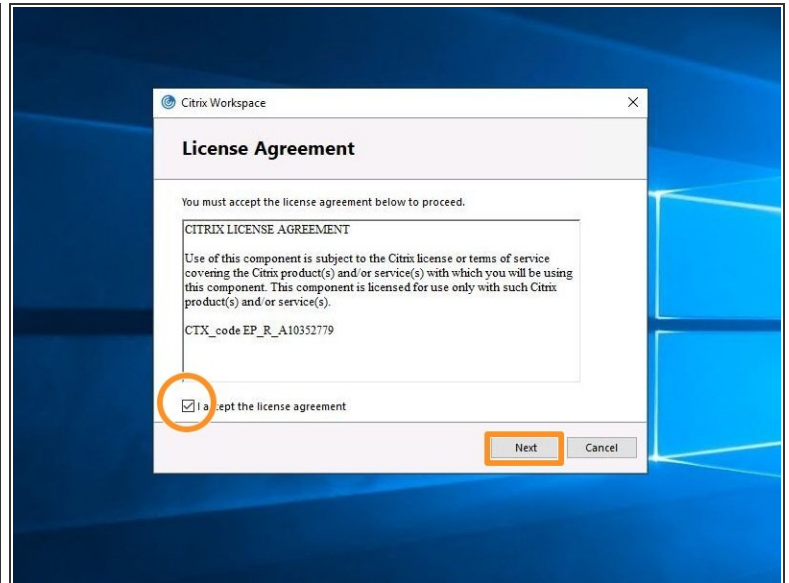 Citrix Workspace
License Agreement
You must accept the license agreement below to proceed.
CITRIX LICENSE AGREEMENT
Use of this component is subject to the Citrix license or terms of service
covering the Citrix product(s) and/or service(s) with which you will be using
this component. This component is licensed for use only with such Citrix
product(s) and/or service(s).
CTX_code EP_R_A10352779
I accept the license agreement
Next Cancel